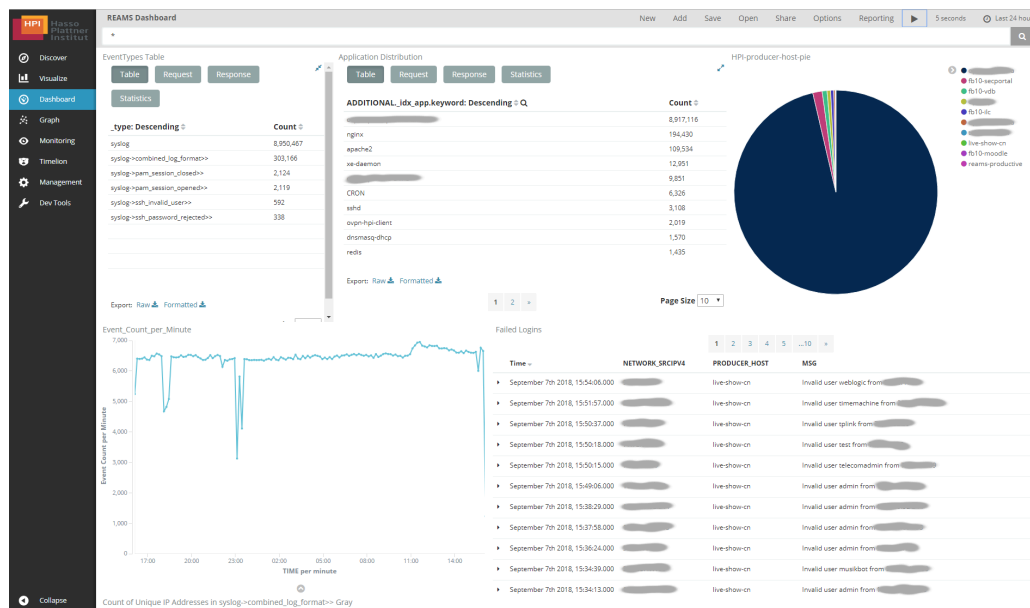 HPI Hasso
Plattner
Institut
REAMS Dashboard
New Add Save Open Share Options Reporting 5 seconds Last 24 hou
*
Discover
Visualize
Dashboard
Graph
Monitoring
Timelion
Management
Dev Tools
Collapse
EventTypes Table
Table Request Response
Statistics
_type: Descending Count
syslog 8,950,467
syslog->combined_log_format>> 303,166
syslog->pam_session_closed>> 2,124
syslog->pam_session_opened>> 2,119
syslog->ssh_invalid_user>> 592
syslog->ssh_password_rejected>> 338
Export: Raw Formatted
Application Distribution
Table Request Response Statistics
ADDITIONAL._idx_app.keyword: Descending Count
8,917,116
nginx 194,430
apache2 109,534
xe-daemon 12,951
9,851
CRON 6,326
sshd 3,108
ovpn-hpi-client 2,019
dnsmasq-dhcp 1,570
redis 1,435
Export: Raw Formatted
1 2 »
Page Size 10
HPI-producer-host-pie
fb10-secportal
fb10-vdb
fb10-ilc
live-show-cn
fb10-moodle
reams-productive
Event_Count_per_Minute
Event Count per Minute
7,000
6,000
5,000
4,000
3,000
2,000
1,000
0
17:00 20:00 23:00 02:00 05:00 08:00 11:00 14:00
TIME per minute
Failed Logins
1 2 3 4 5 ...10 »
Time NETWORK_SRCIPV4 PRODUCER_HOST MSG
September 7th 2018, 15:54:06.000 live-show-cn Invalid user weblogic from
September 7th 2018, 15:51:57.000 live-show-cn Invalid user timemachine from
September 7th 2018, 15:50:37.000 live-show-cn Invalid user tplink from
September 7th 2018, 15:50:18.000 live-show-cn Invalid user test from
September 7th 2018, 15:50:15.000 live-show-cn Invalid user telecomadmin from
September 7th 2018, 15:49:06.000 live-show-cn Invalid user admin from
September 7th 2018, 15:38:29.000 live-show-cn Invalid user admin from
September 7th 2018, 15:37:58.000 live-show-cn Invalid user admin from
September 7th 2018, 15:36:24.000 live-show-cn Invalid user admin from
September 7th 2018, 15:34:39.000 live-show-cn Invalid user musikbot from
September 7th 2018, 15:34:13.000 live-show-cn Invalid user admin from
Count of Unique IP Addresses in syslog->combined_log_format>> Gray